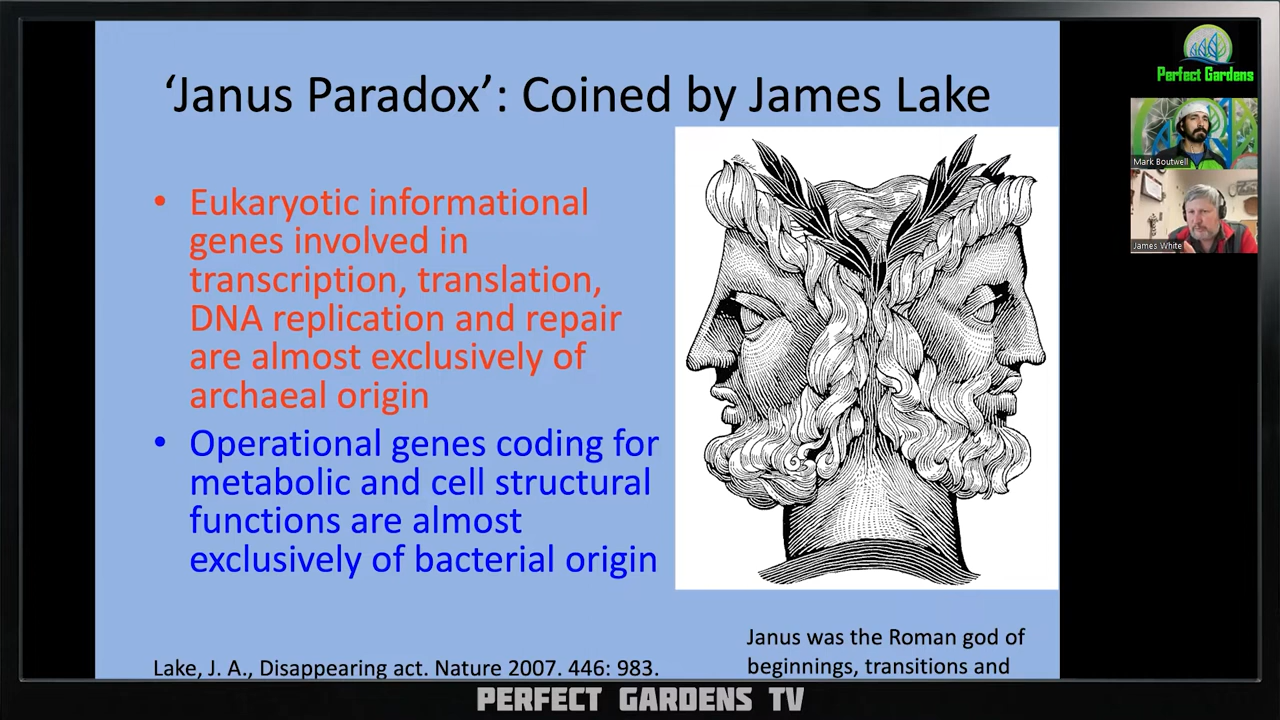 ‘Janus Paradox’: Coined by James Lake
• Eukaryotic informational
genes involved in
transcription, translation,
DNA replication and repair
are almost exclusively of
archaeal origin
• Operational genes coding for
metabolic and cell structural
functions are almost
exclusively of bacterial origin
Lake, J. A., Disappearing act. Nature 2007. 446: 983.
Janus was the Roman god of
beginnings, transitions and
Perfect Gardens
Mark Boutwell
James White
PERFECT GARDENS TV